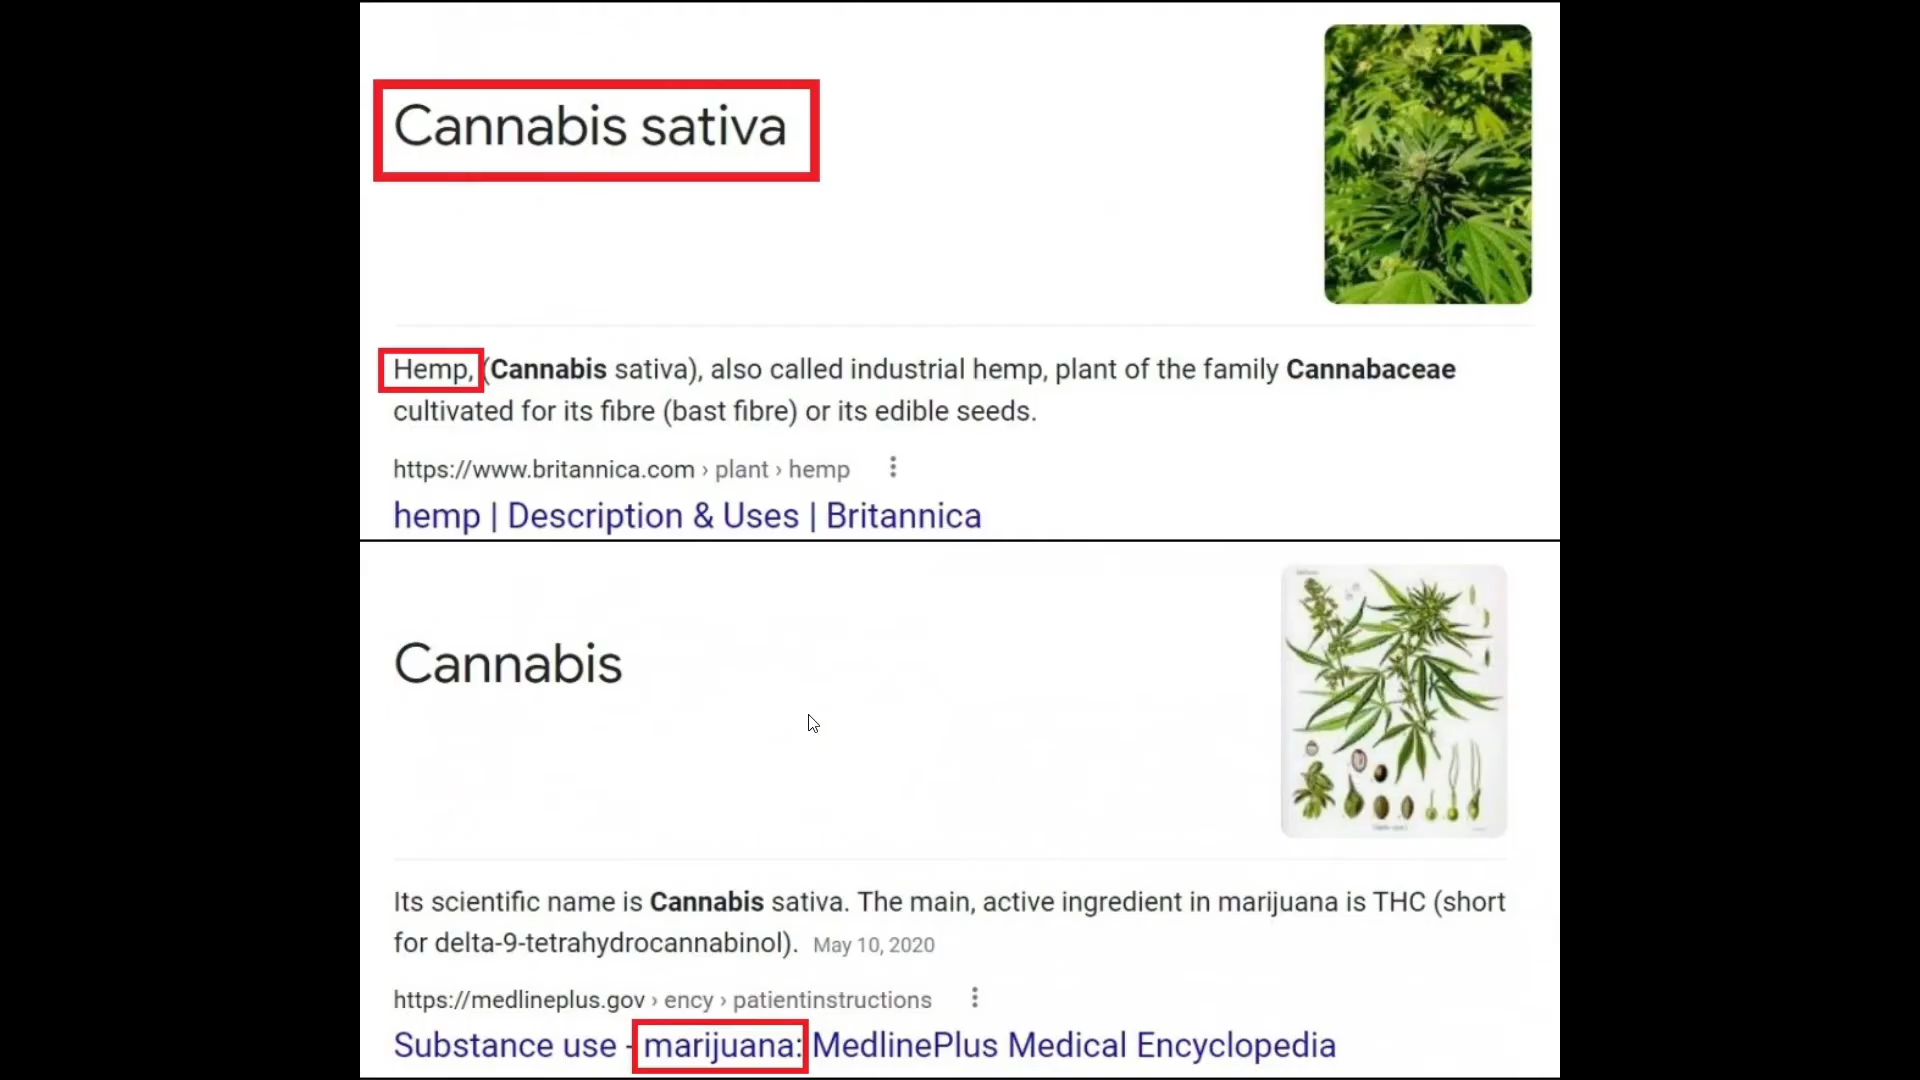 Cannabis sativa
Hemp, (Cannabis sativa), also called industrial hemp, plant of the family Cannabaceae
cultivated for its fibre (bast fibre) or its edible seeds.
https://www.britannica.com › plant › hemp
hemp | Description & Uses | Britannica
Cannabis
Its scientific name is Cannabis sativa. The main, active ingredient in marijuana is THC (short
for delta-9-tetrahydrocannabinol). May 10, 2020
https://medlineplus.gov › ency › patientinstructions
Substance use - marijuana: MedlinePlus Medical Encyclopedia